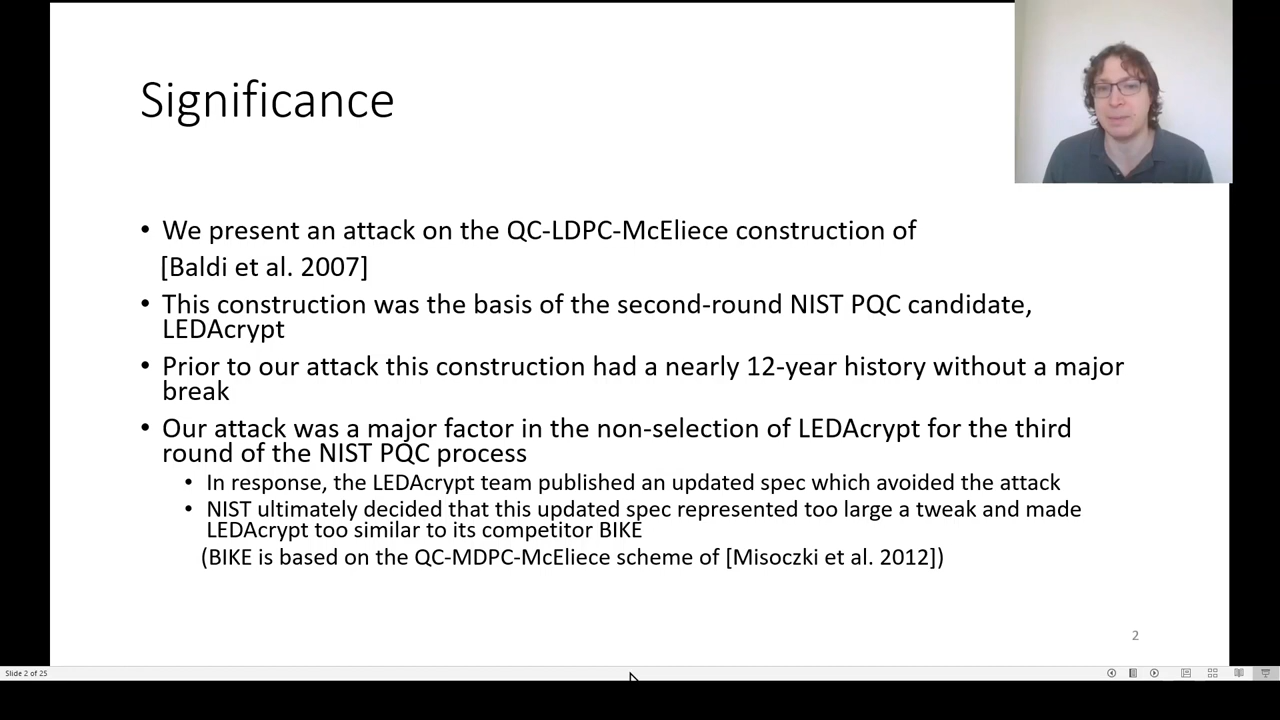 Significance
• We present an attack on the QC-LDPC-McEliece construction of
[Baldi et al. 2007]
• This construction was the basis of the second-round NIST PQC candidate,
LEDAcrypt
• Prior to our attack this construction had a nearly 12-year history without a major
break
• Our attack was a major factor in the non-selection of LEDAcrypt for the third
round of the NIST PQC process
• In response, the LEDAcrypt team published an updated spec which avoided the attack
• NIST ultimately decided that this updated spec represented too large a tweak and made
LEDAcrypt too similar to its competitor BIKE
(BIKE is based on the QC-MDPC-McEliece scheme of [Misoczki et al. 2012])
2
Slide 2 of 25